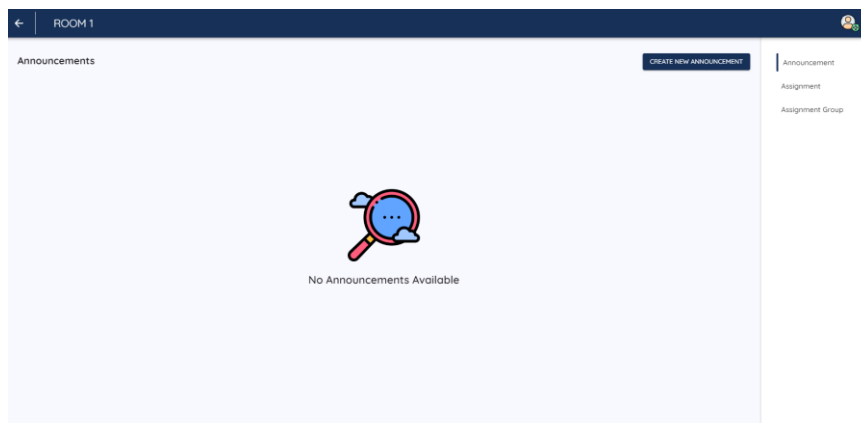 ROOM 1
Announcements
CREATE NEW ANNOUNCEMENT
Announcement
Assignment
Assignment Group
No Announcements Available